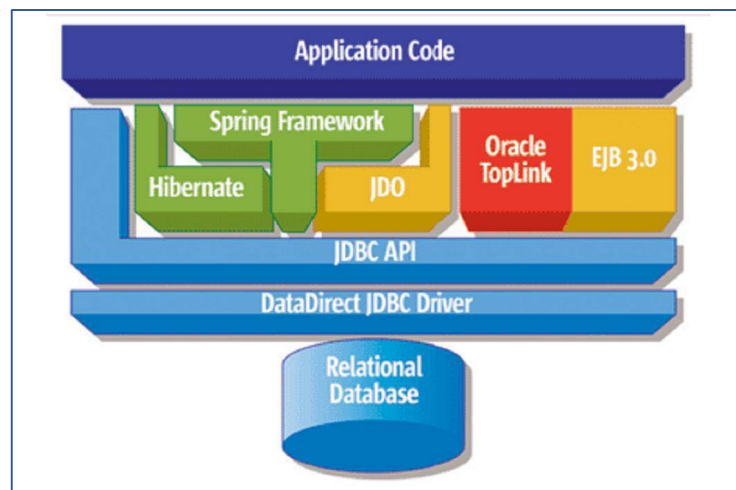 Application Code
Spring Framework
Hibernate
JDO
Oracle
TopLink
EJB 3.0
JDBC API
DataDirect JDBC Driver
Relational
Database